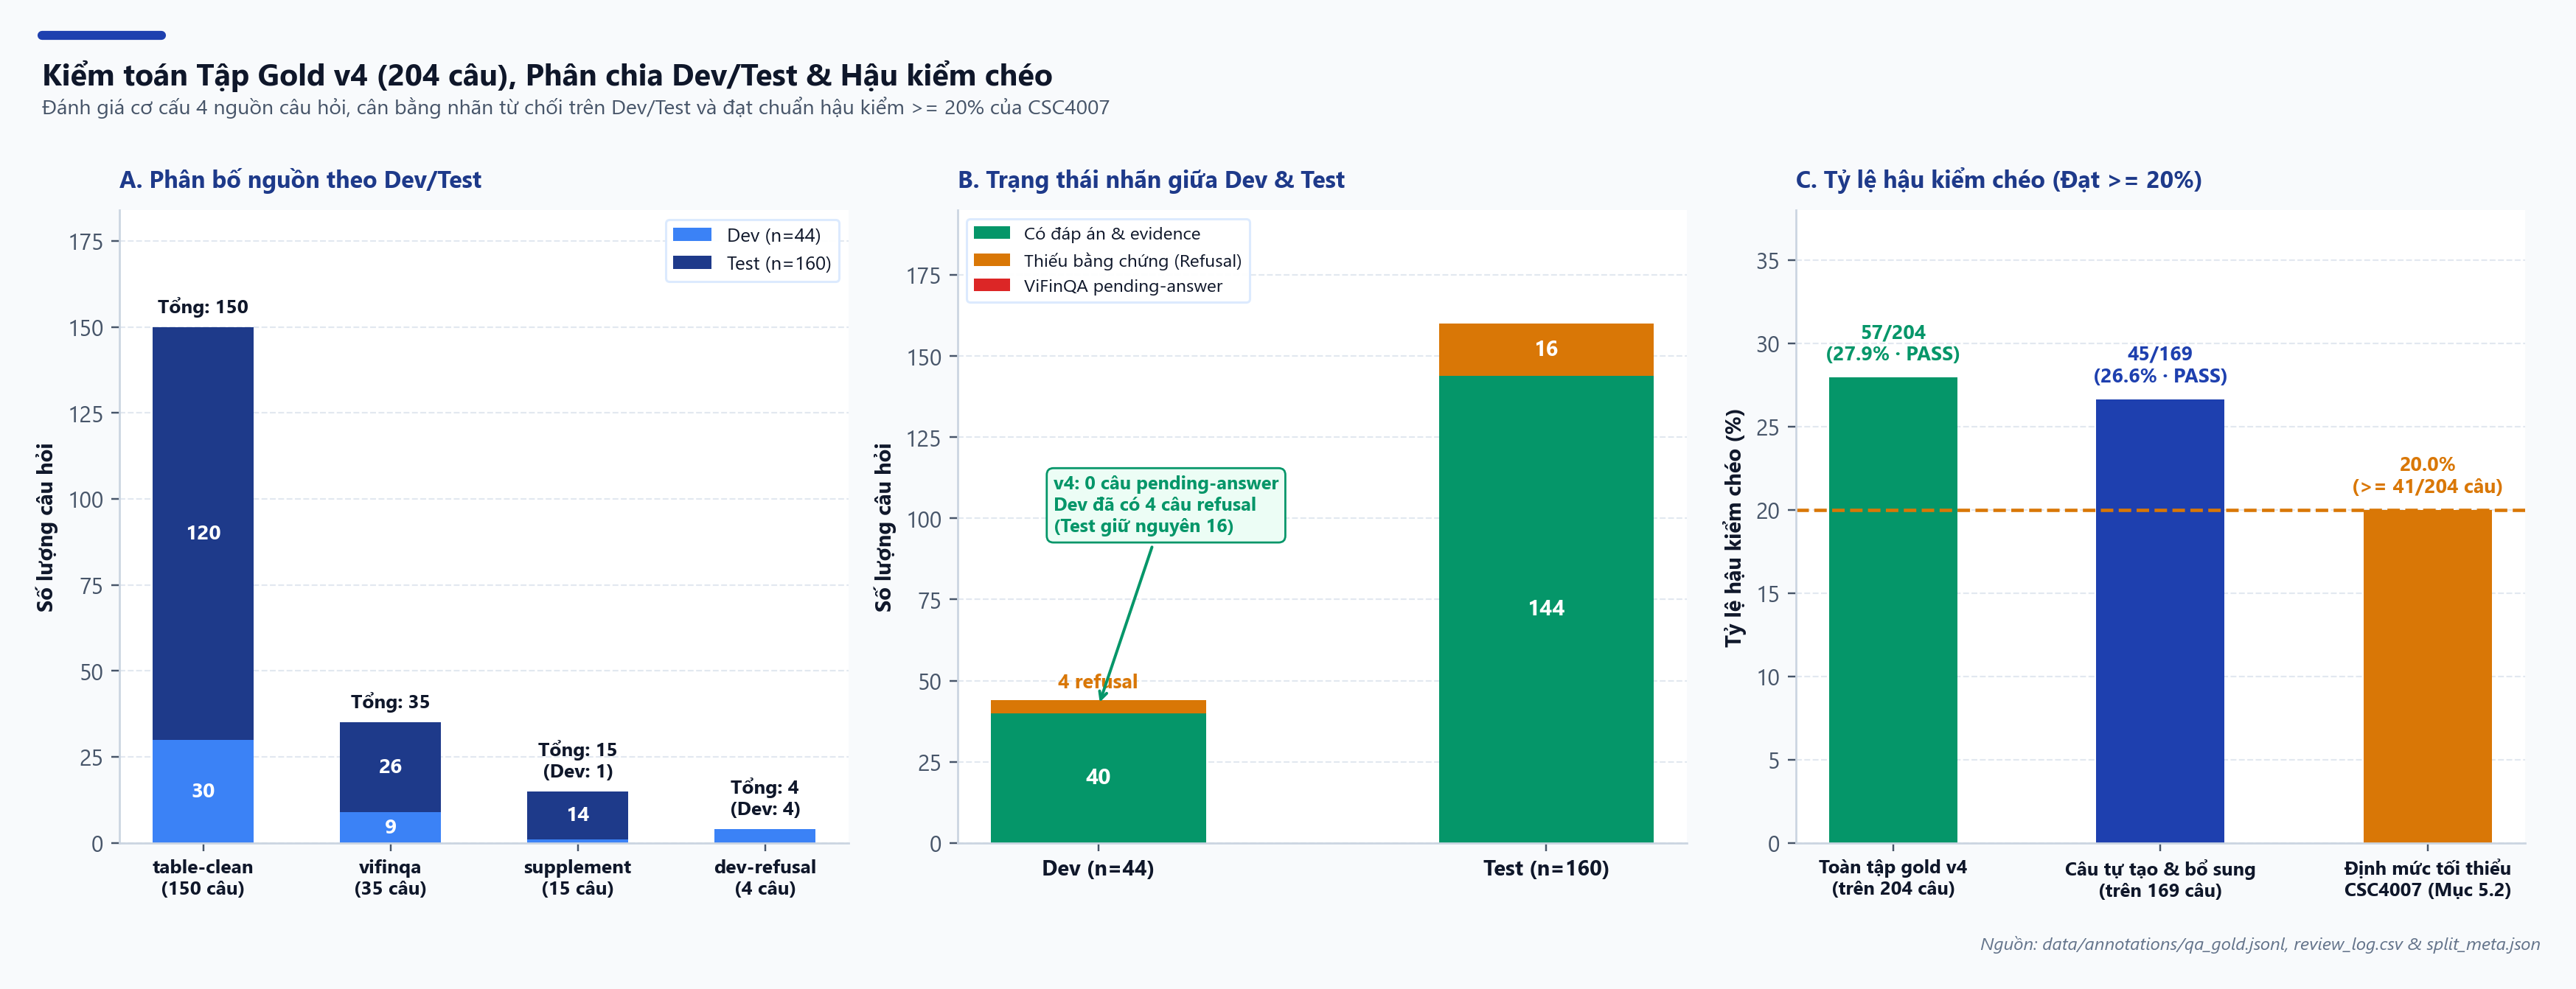 Kiểm toán Tập Gold v4 (204 câu), Phân chia Dev/Test & Hậu kiểm chéo
Đánh giá cơ cấu 4 nguồn câu hỏi, cân bằng nhãn từ chối trên Dev/Test và đạt chuẩn hậu kiểm >= 20% của CSC4007
A. Phân bố nguồn theo Dev/Test
Số lượng câu hỏi
175
150
125
100
75
50
25
0
Dev (n=44)
Test (n=160)
Tổng: 150
120
30
Tổng: 35
26
9
Tổng: 15
(Dev: 1)
14
Tổng: 4
(Dev: 4)
table-clean
(150 câu)
vifinqa
(35 câu)
supplement
(15 câu)
dev-refusal
(4 câu)
B. Trạng thái nhãn giữa Dev & Test
Số lượng câu hỏi
175
150
125
100
75
50
25
0
Có đáp án & evidence
Thiếu bằng chứng (Refusal)
ViFinQA pending-answer
v4: 0 câu pending-answer
Dev đã có 4 câu refusal
(Test giữ nguyên 16)
4 refusal
40
16
144
Dev (n=44)
Test (n=160)
C. Tỷ lệ hậu kiểm chéo (Đạt >= 20%)
Tỷ lệ hậu kiểm chéo (%)
35
30
25
20
15
10
5
0
57/204
(27.9% · PASS)
45/169
(26.6% · PASS)
20.0%
(>= 41/204 câu)
Toàn tập gold v4
(trên 204 câu)
Câu tự tạo & bổ sung
(trên 169 câu)
Định mức tối thiểu
CSC4007 (Mục 5.2)
Nguồn: data/annotations/qa_gold.jsonl, review_log.csv & split_meta.json